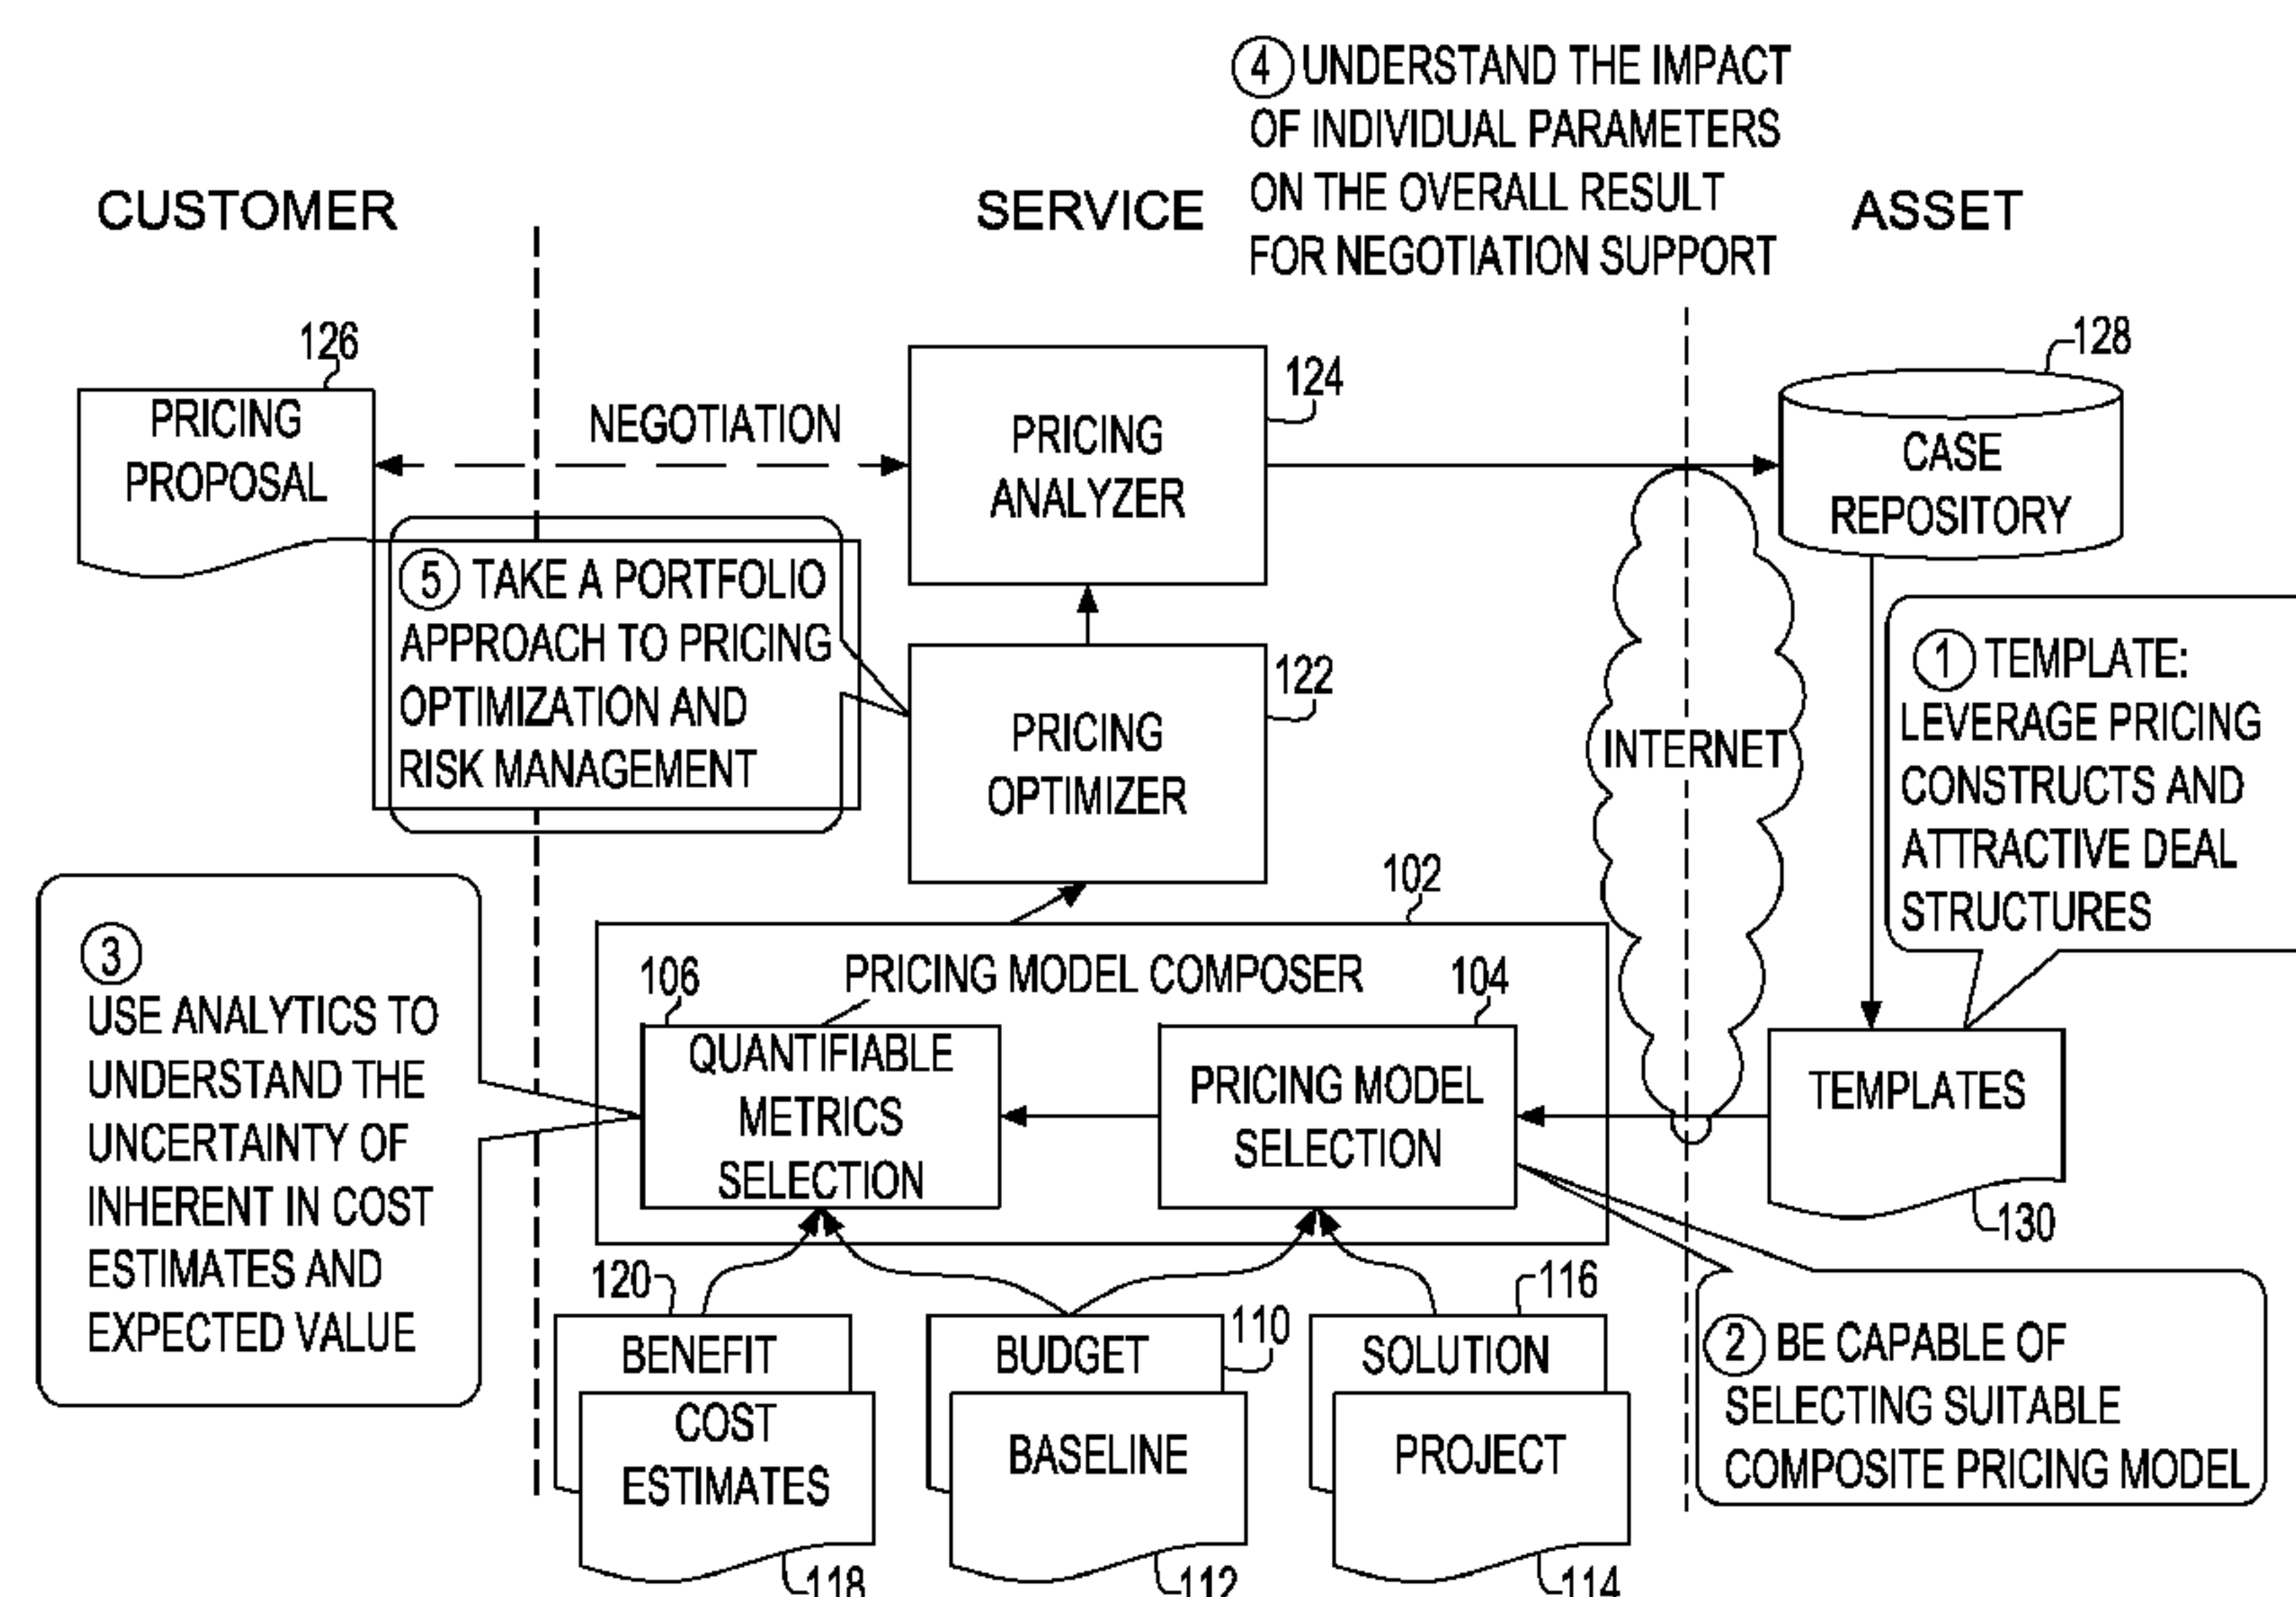 ④ UNDERSTAND THE IMPACT
OF INDIVIDUAL PARAMETERS
ON THE OVERALL RESULT
FOR NEGOTIATION SUPPORT
CUSTOMER
SERVICE
ASSET
126
PRICING
PROPOSAL
NEGOTIATION
124
PRICING
ANALYZER
128
CASE
REPOSITORY
⑤ TAKE A PORTFOLIO
APPROACH TO PRICING
OPTIMIZATION AND
RISK MANAGEMENT
122
PRICING
OPTIMIZER
INTERNET
① TEMPLATE:
LEVERAGE PRICING
CONSTRUCTS AND
ATTRACTIVE DEAL
STRUCTURES
102
③
USE ANALYTICS TO
UNDERSTAND THE
UNCERTAINTY OF
INHERENT IN COST
ESTIMATES AND
EXPECTED VALUE
106
PRICING MODEL COMPOSER
104
QUANTIFIABLE
METRICS
SELECTION
PRICING MODEL
SELECTION
TEMPLATES
130
120
BENEFIT
COST
ESTIMATES
118
110
BUDGET
BASELINE
112
116
SOLUTION
PROJECT
114
② BE CAPABLE OF
SELECTING SUITABLE
COMPOSITE PRICING MODEL